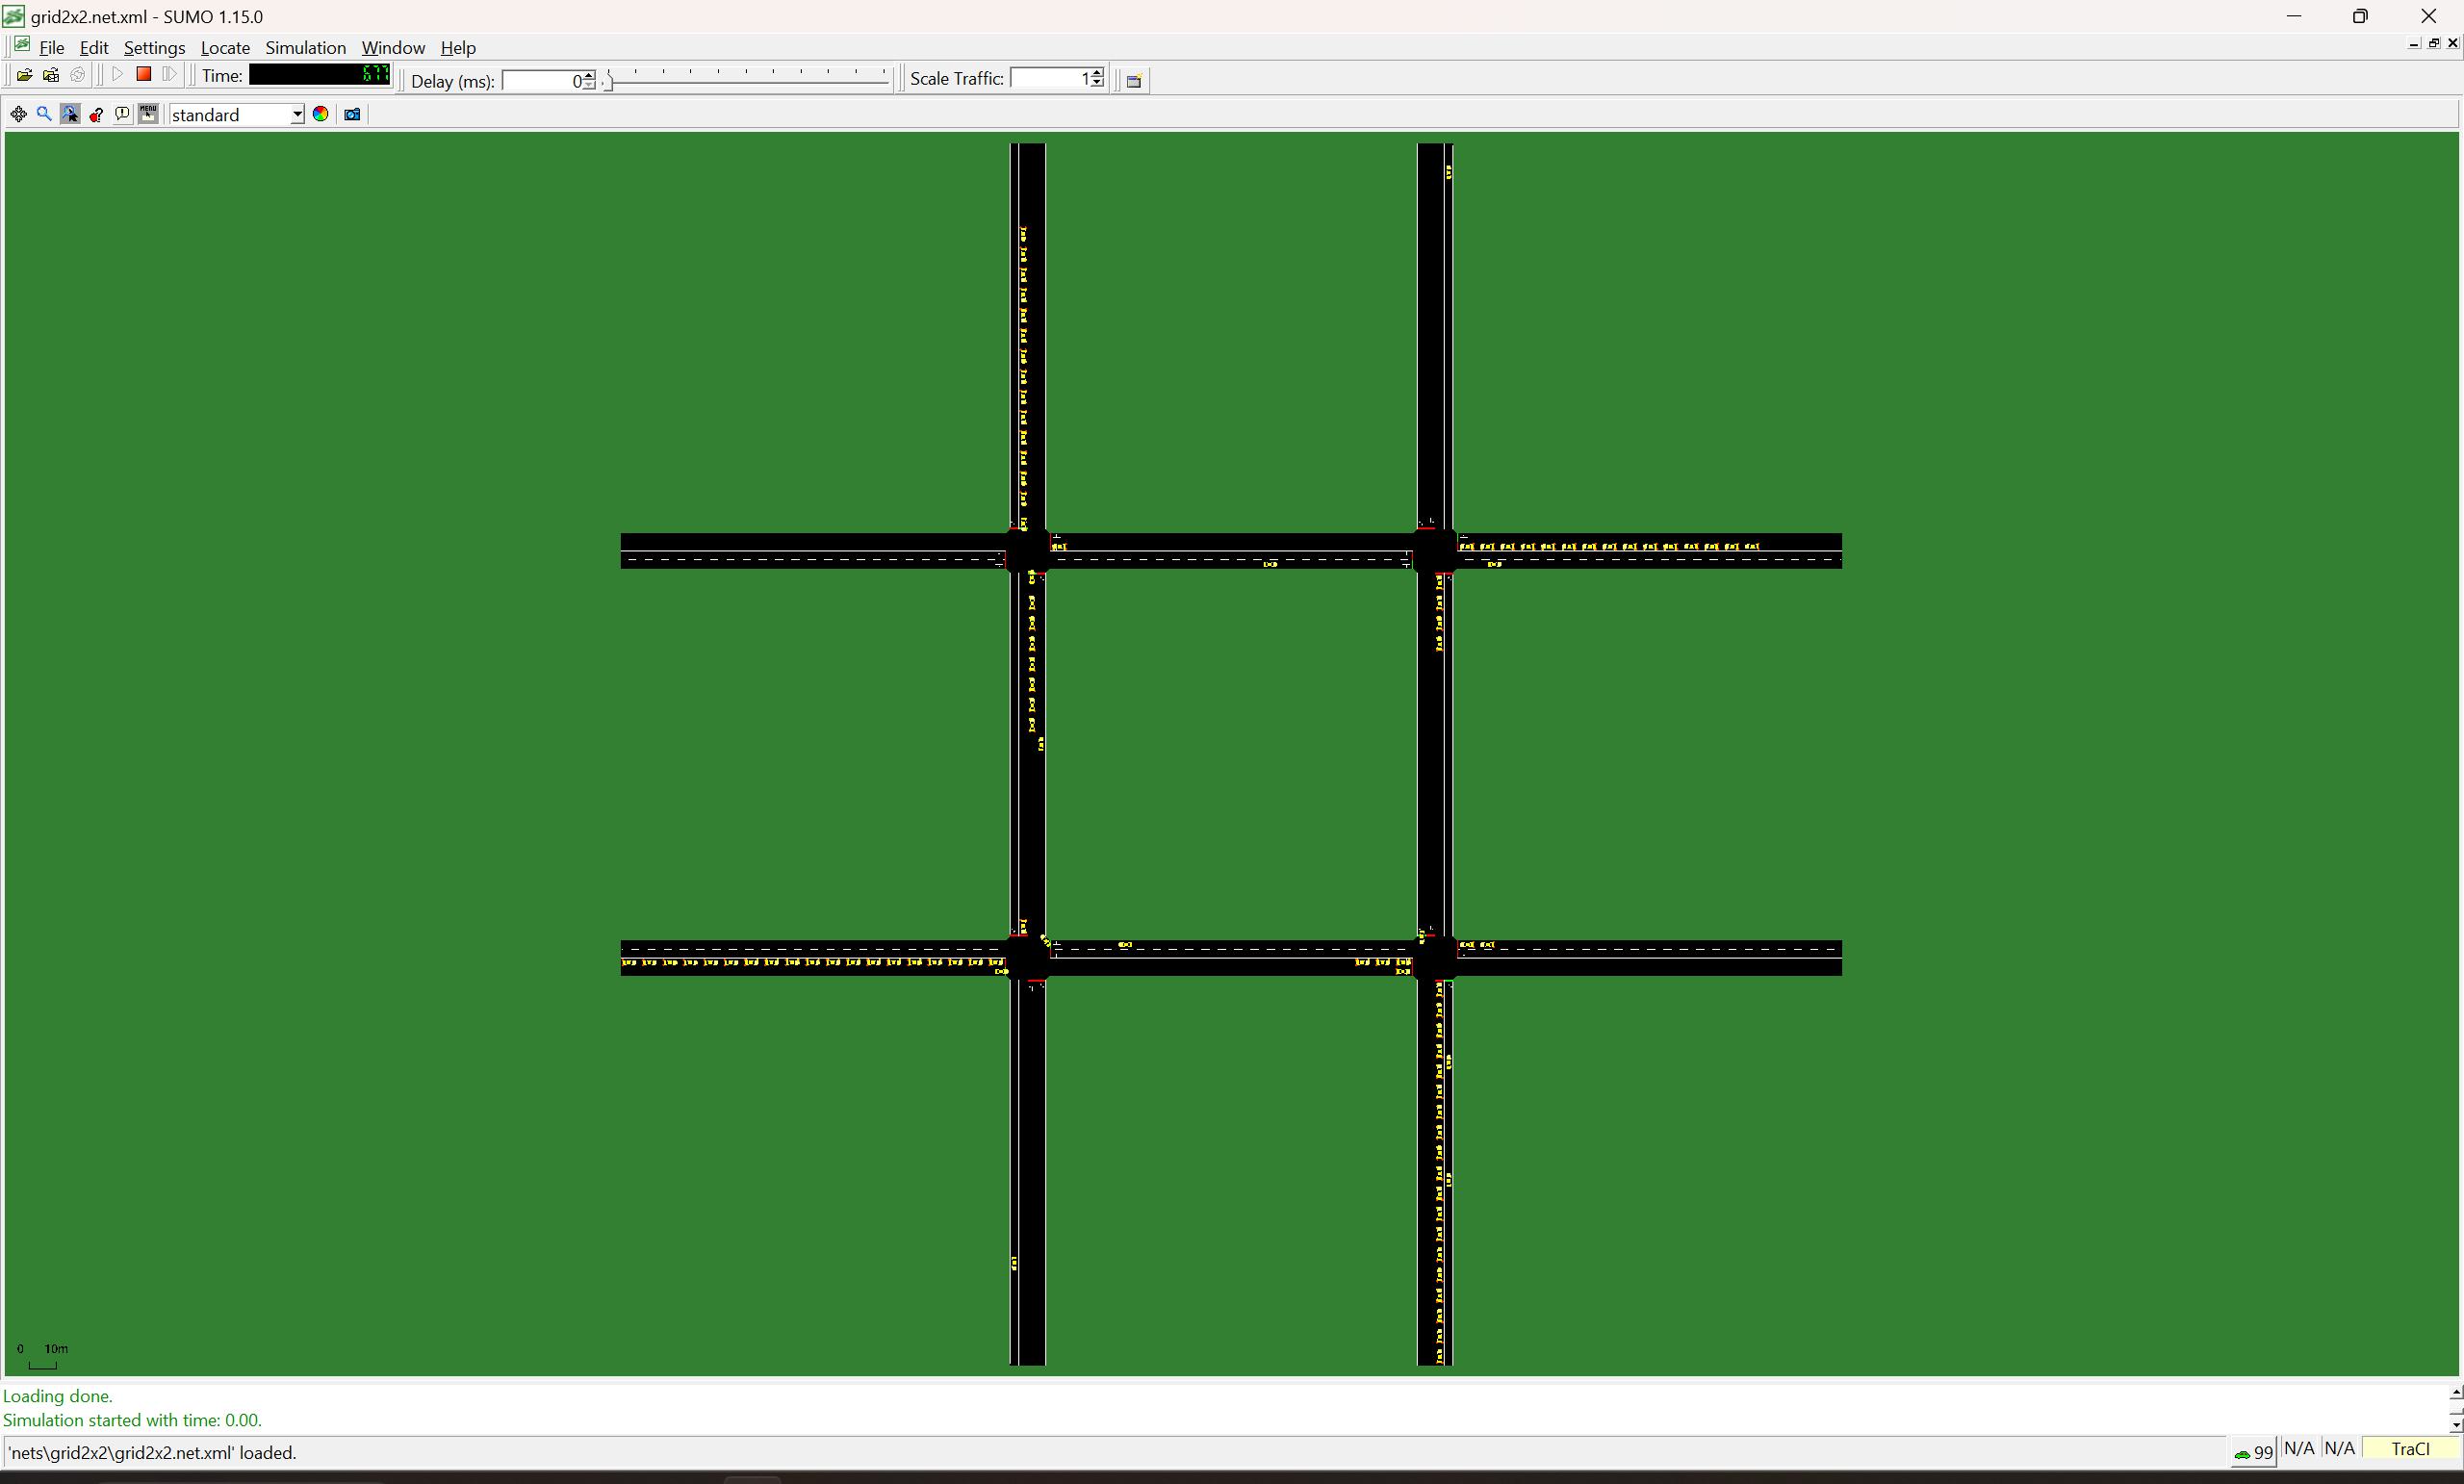 grid2x2.net.xml - SUMO 1.15.0
File Edit Settings Locate Simulation Window Help
Time: 677 Delay (ms): 0 Scale Traffic: 1
MENU standard
0 10m
Loading done.
Simulation started with time: 0.00.
'nets\grid2x2\grid2x2.net.xml' loaded. 99 N/A N/A TraCI